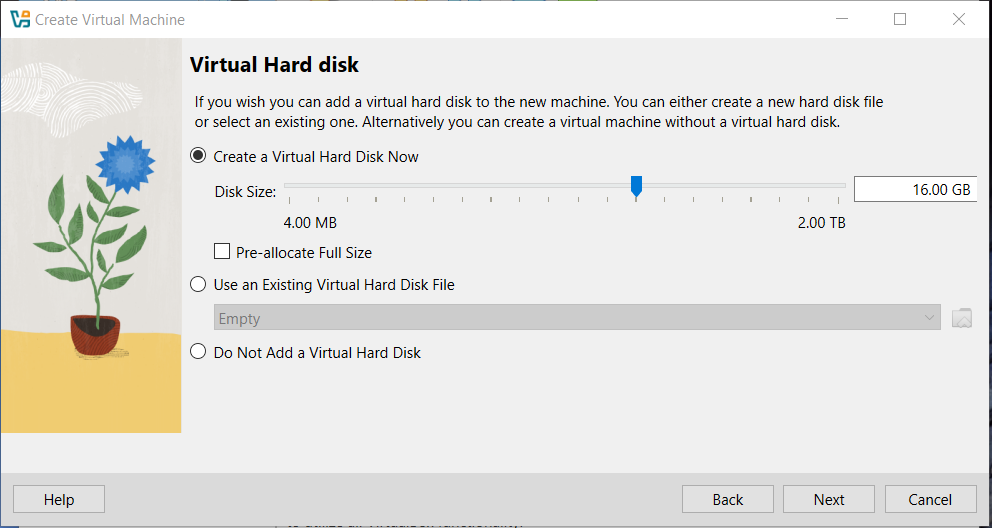 Create Virtual Machine
Virtual Hard disk
If you wish you can add a virtual hard disk to the new machine. You can either create a new hard disk file
or select an existing one. Alternatively you can create a virtual machine without a virtual hard disk.
Create a Virtual Hard Disk Now
Disk Size:
16.00 GB
4.00 MB
2.00 TB
Pre-allocate Full Size
Use an Existing Virtual Hard Disk File
Empty
Do Not Add a Virtual Hard Disk
Help
Back
Next
Cancel